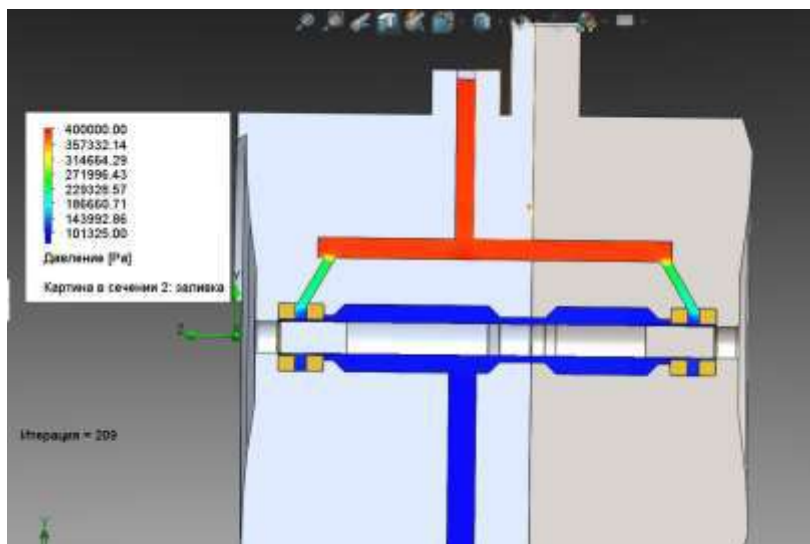 400000.00
357332.14
314664.29
271996.43
229328.57
186660.71
143992.86
101325.00
Давление [Pa]
Картина в сечении 2: заливка
Y
Z
Итерация = 209
Y